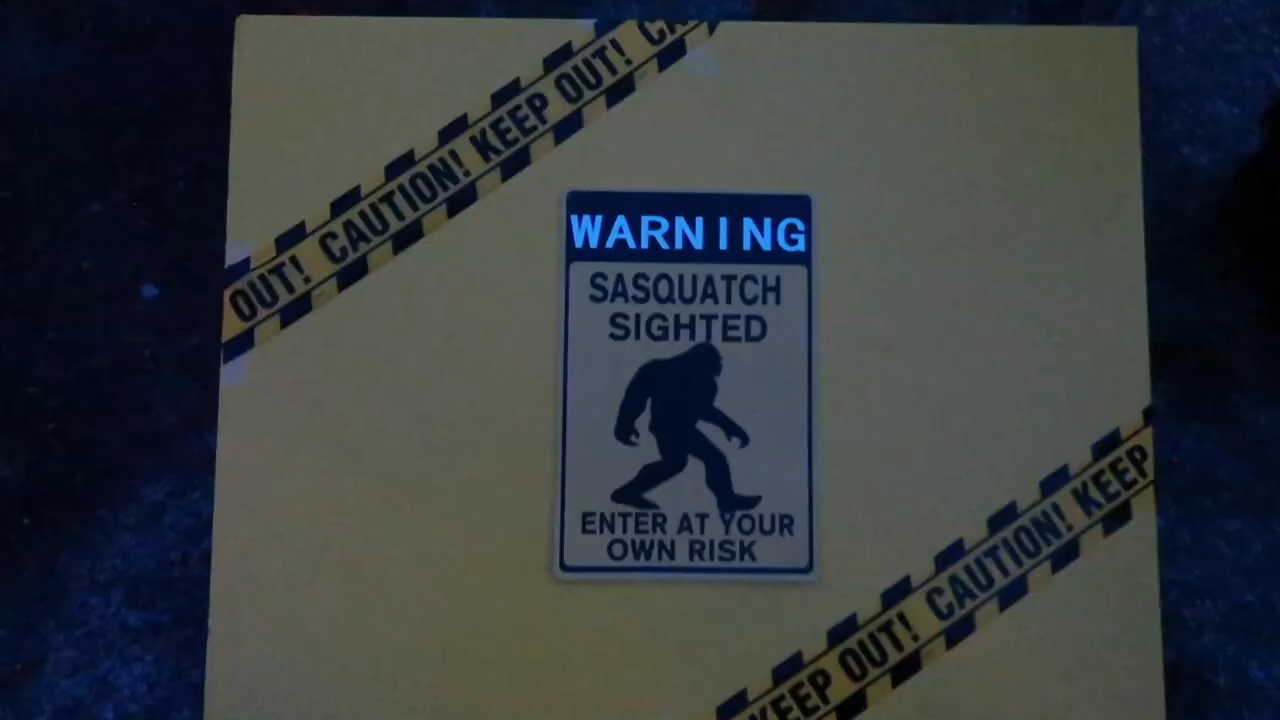 OUT! CAUTION! KEEP OUT! CA
WARNING
SASQUATCH
SIGHTED
ENTER AT YOUR
OWN RISK
KEEP OUT! CAUTION! KEEP